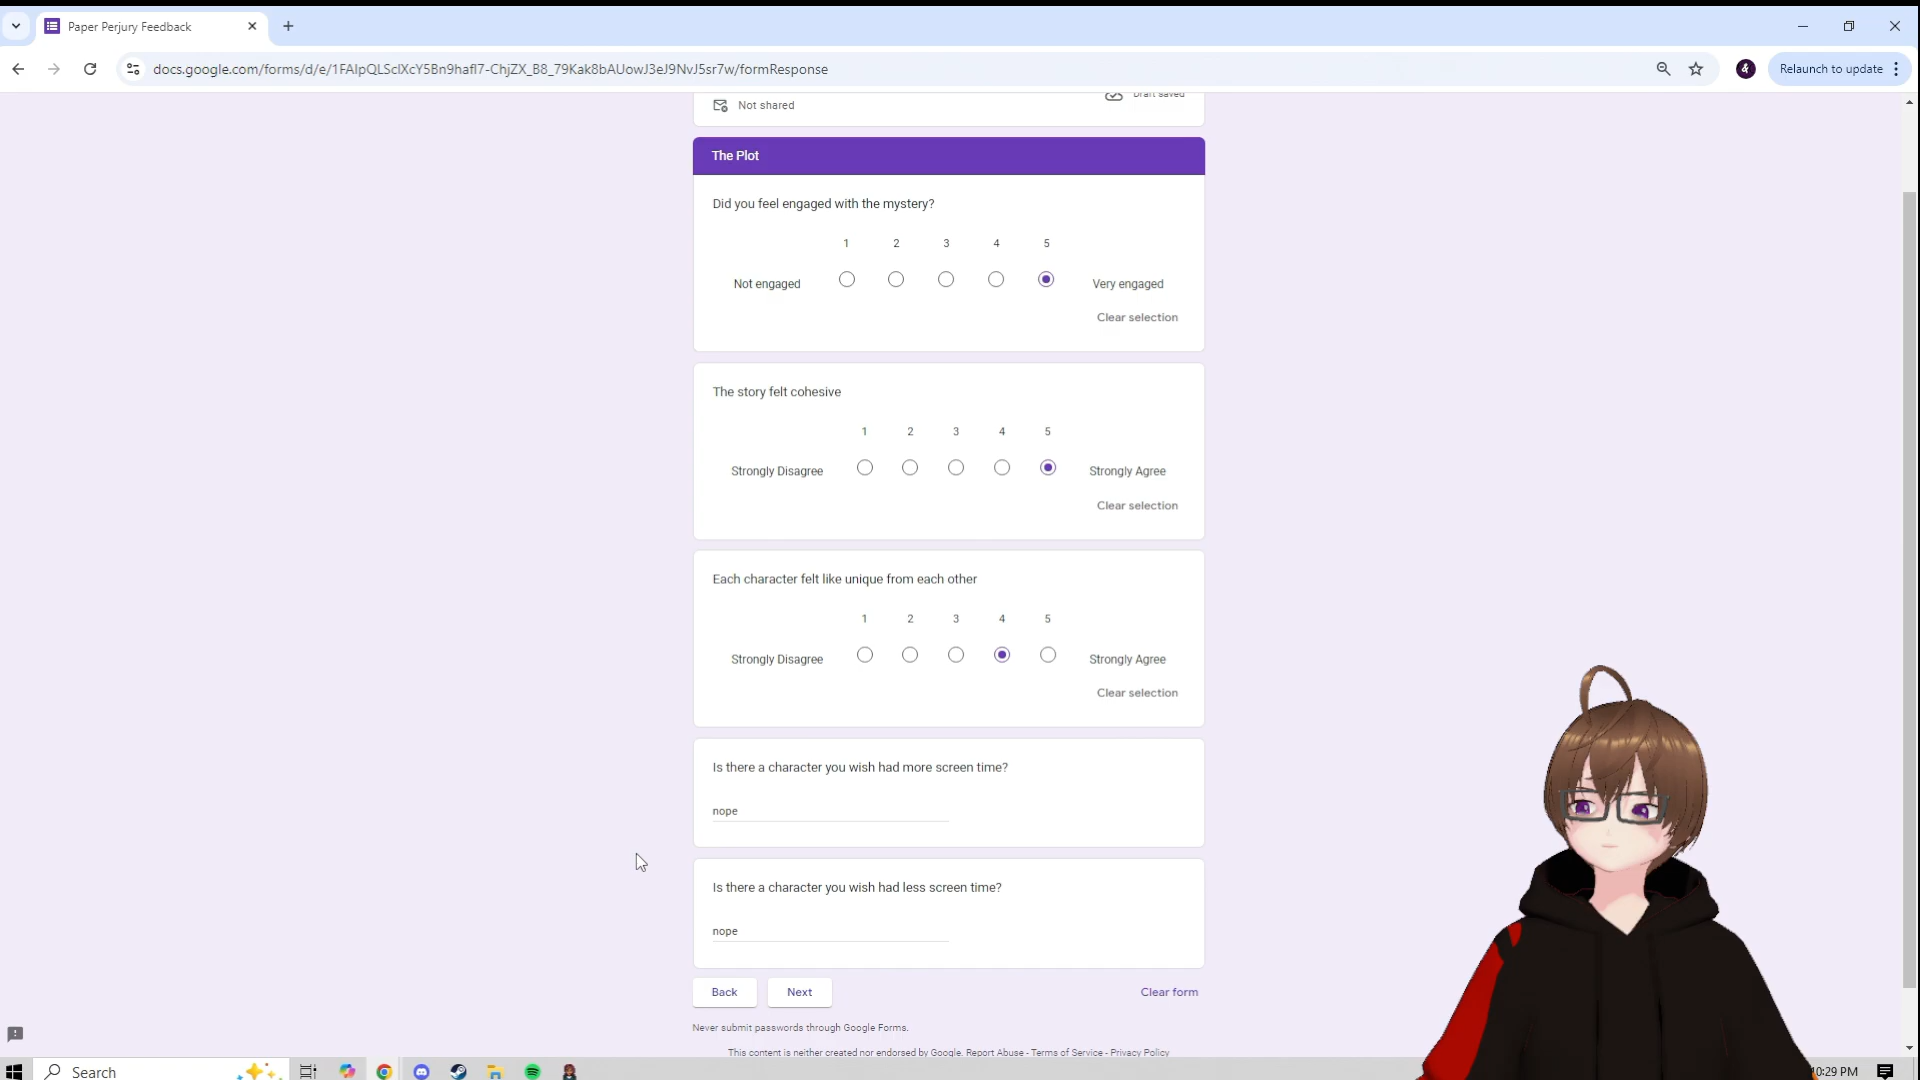 Paper Perjury Feedback
docs.google.com/forms/d/e/1FAIpQLSclXcY5Bn9hafl7-ChjZX_B8_79Kak8bAUowJ3eJ9NvJ5sr7w/formResponse
Relaunch to update
Not shared
Draft saved
The Plot
Did you feel engaged with the mystery?
1 2 3 4 5
Not engaged Very engaged
Clear selection
The story felt cohesive
1 2 3 4 5
Strongly Disagree Strongly Agree
Clear selection
Each character felt like unique from each other
1 2 3 4 5
Strongly Disagree Strongly Agree
Clear selection
Is there a character you wish had more screen time?
nope
Is there a character you wish had less screen time?
nope
Back Next Clear form
Never submit passwords through Google Forms.
This content is neither created nor endorsed by Google. Report Abuse - Terms of Service - Privacy Policy
Search
10:29 PM